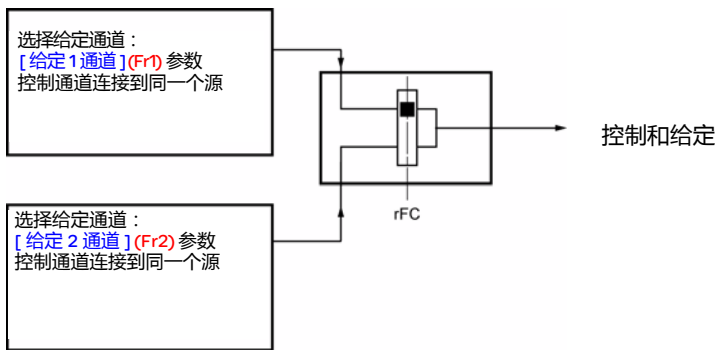 选择给定通道：
[ 给定 1 通道 ](Fr1) 参数
控制通道连接到同一个源
控制和给定
rFC
选择给定通道：
[ 给定 2 通道 ](Fr2) 参数
控制通道连接到同一个源